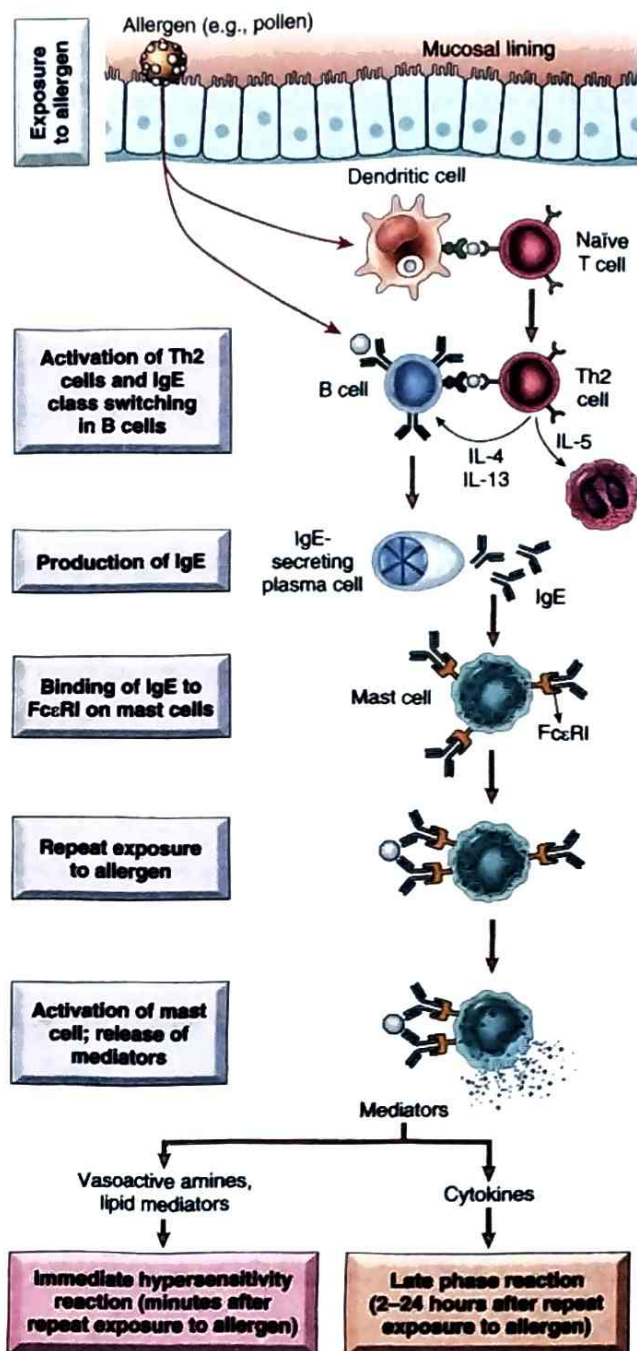 Allergen (e.g., pollen)
Mucosal lining
Exposure
to allergen
Dendritic cell
Naïve
T cell
Activation of Th2
cells and IgE
class switching
in B cells
B cell
Th2
cell
IL-4
IL-13
IL-5
Production of IgE
IgE-
secreting
plasma cell
IgE
Binding of IgE to
FcεRI on mast cells
Mast cell
FcεRI
Repeat exposure
to allergen
Activation of mast
cell; release of
mediators
Mediators
Vasoactive amines,
lipid mediators
Cytokines
Immediate hypersensitivity
reaction (minutes after
repeat exposure to allergen)
Late phase reaction
(2–24 hours after repeat
exposure to allergen)